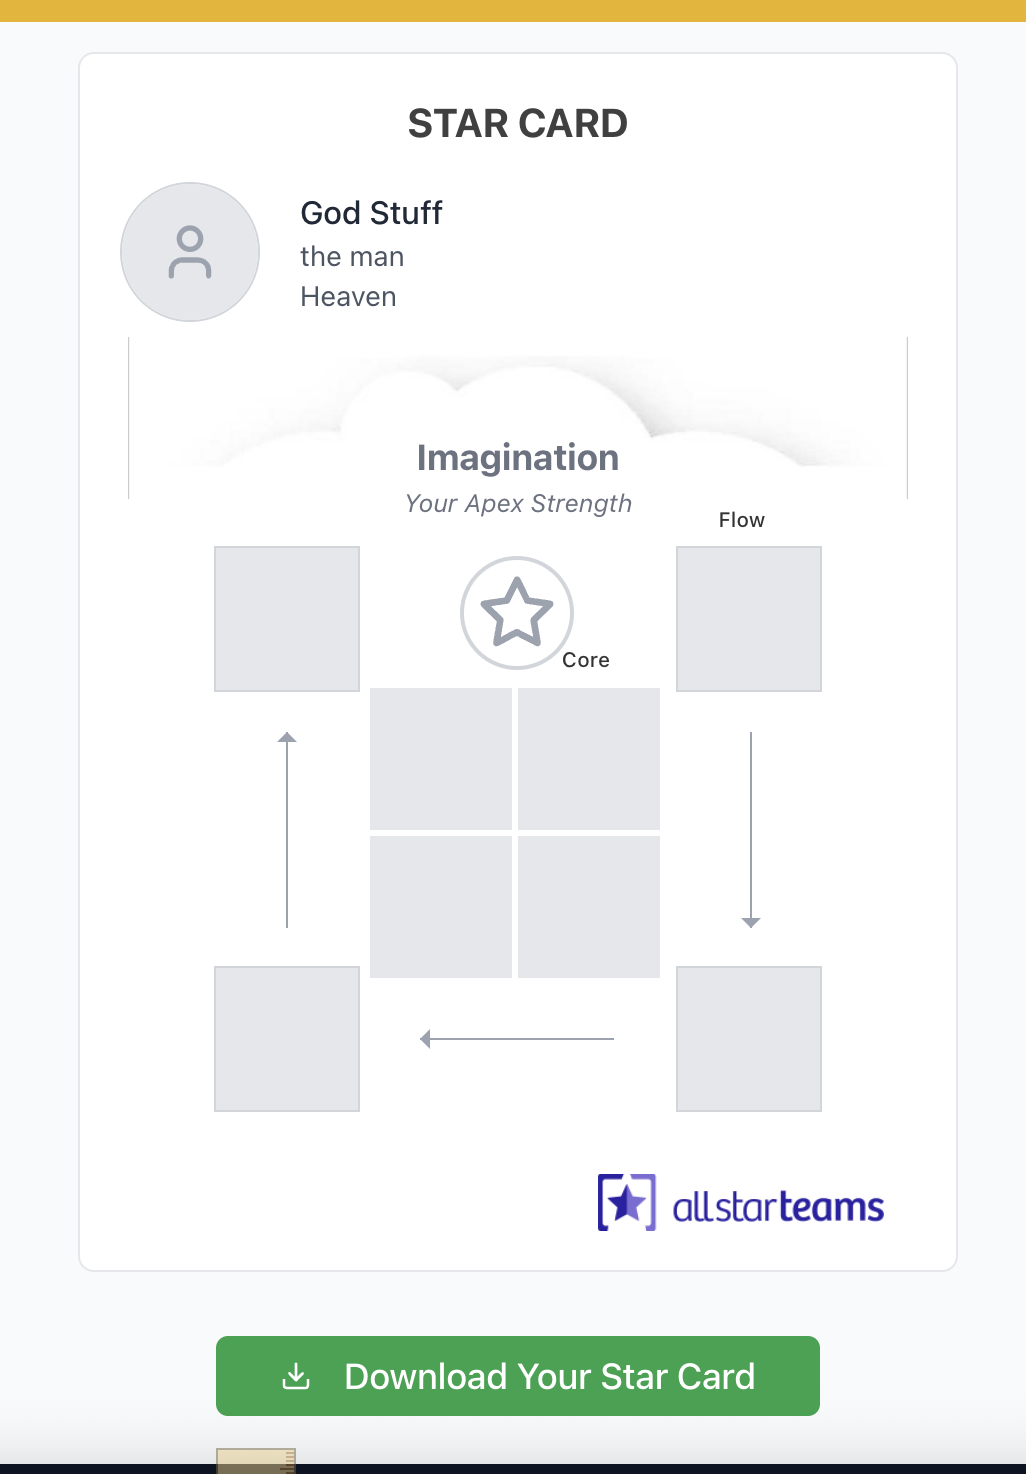 STAR CARD
God Stuff
the man
Heaven
Imagination
Your Apex Strength
Flow
Core
allstarteams
Download Your Star Card